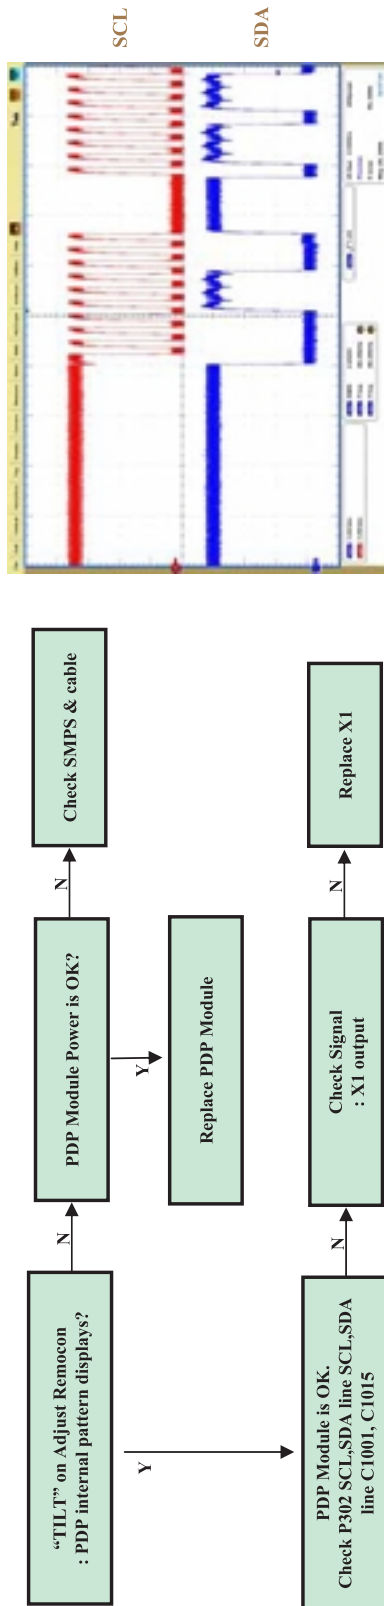 “TILT” on Adjust Remocon
: PDP internal pattern displays?
N
PDP Module Power is OK?
N
Check SMPS & cable
Y
Replace PDP Module
Y
PDP Module is OK.
Check P302 SCL,SDA line SCL,SDA
line C1001, C1015
N
Check Signal
: X1 output
N
Replace X1
SCL
SDA